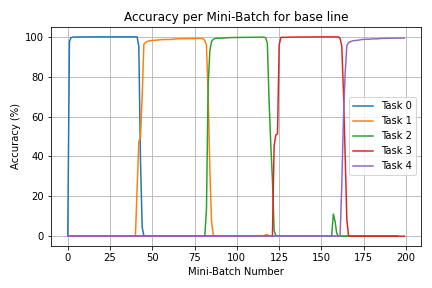 Accuracy per Mini-Batch for base line
Accuracy (%)
100
80
60
40
20
0
Task 0
Task 1
Task 2
Task 3
Task 4
0 25 50 75 100 125 150 175 200
Mini-Batch Number